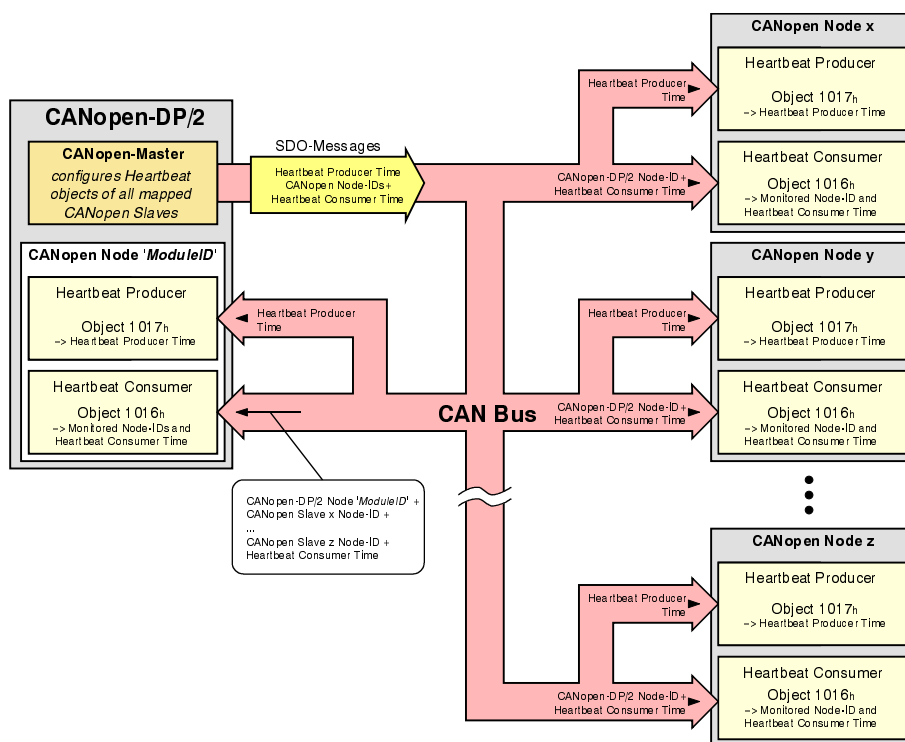 CANopen-DP/2
CANopen-Master
configures Heartbeat
objects of all mapped
CANopen Slaves
SDO-Messages
Heartbeat Producer Time
CANopen Node-IDs+
Heartbeat Consumer Time
CANopen Node 'ModuleID'
Heartbeat Producer
Object 1017h
–> Heartbeat Producer Time
Heartbeat Consumer
Object 1016h
–> Monitored Node-IDs and
Heartbeat Consumer Time
Heartbeat Producer
Time
CAN Bus
CANopen-DP/2 Node 'ModuleID' +
CANopen Slave x Node-ID +
...
CANopen Slave z Node-ID +
Heartbeat Consumer Time
CANopen Node x
Heartbeat Producer
Time
Heartbeat Producer
Object 1017h
–> Heartbeat Producer Time
CANopen-DP/2 Node-ID+
Heartbeat Consumer Time
Heartbeat Consumer
Object 1016h
–> Monitored Node-ID and
Heartbeat Consumer Time
CANopen Node y
Heartbeat Producer
Time
Heartbeat Producer
Object 1017h
–> Heartbeat Producer Time
CANopen-DP/2 Node-ID+
Heartbeat Consumer Time
Heartbeat Consumer
Object 1016h
–> Monitored Node-ID and
Heartbeat Consumer Time
CANopen Node z
Heartbeat Producer
Time
Heartbeat Producer
Object 1017h
–> Heartbeat Producer Time
CANopen-DP/2 Node-ID+
Heartbeat Consumer Time
Heartbeat Consumer
Object 1016h
–> Monitored Node-ID and
Heartbeat Consumer Time